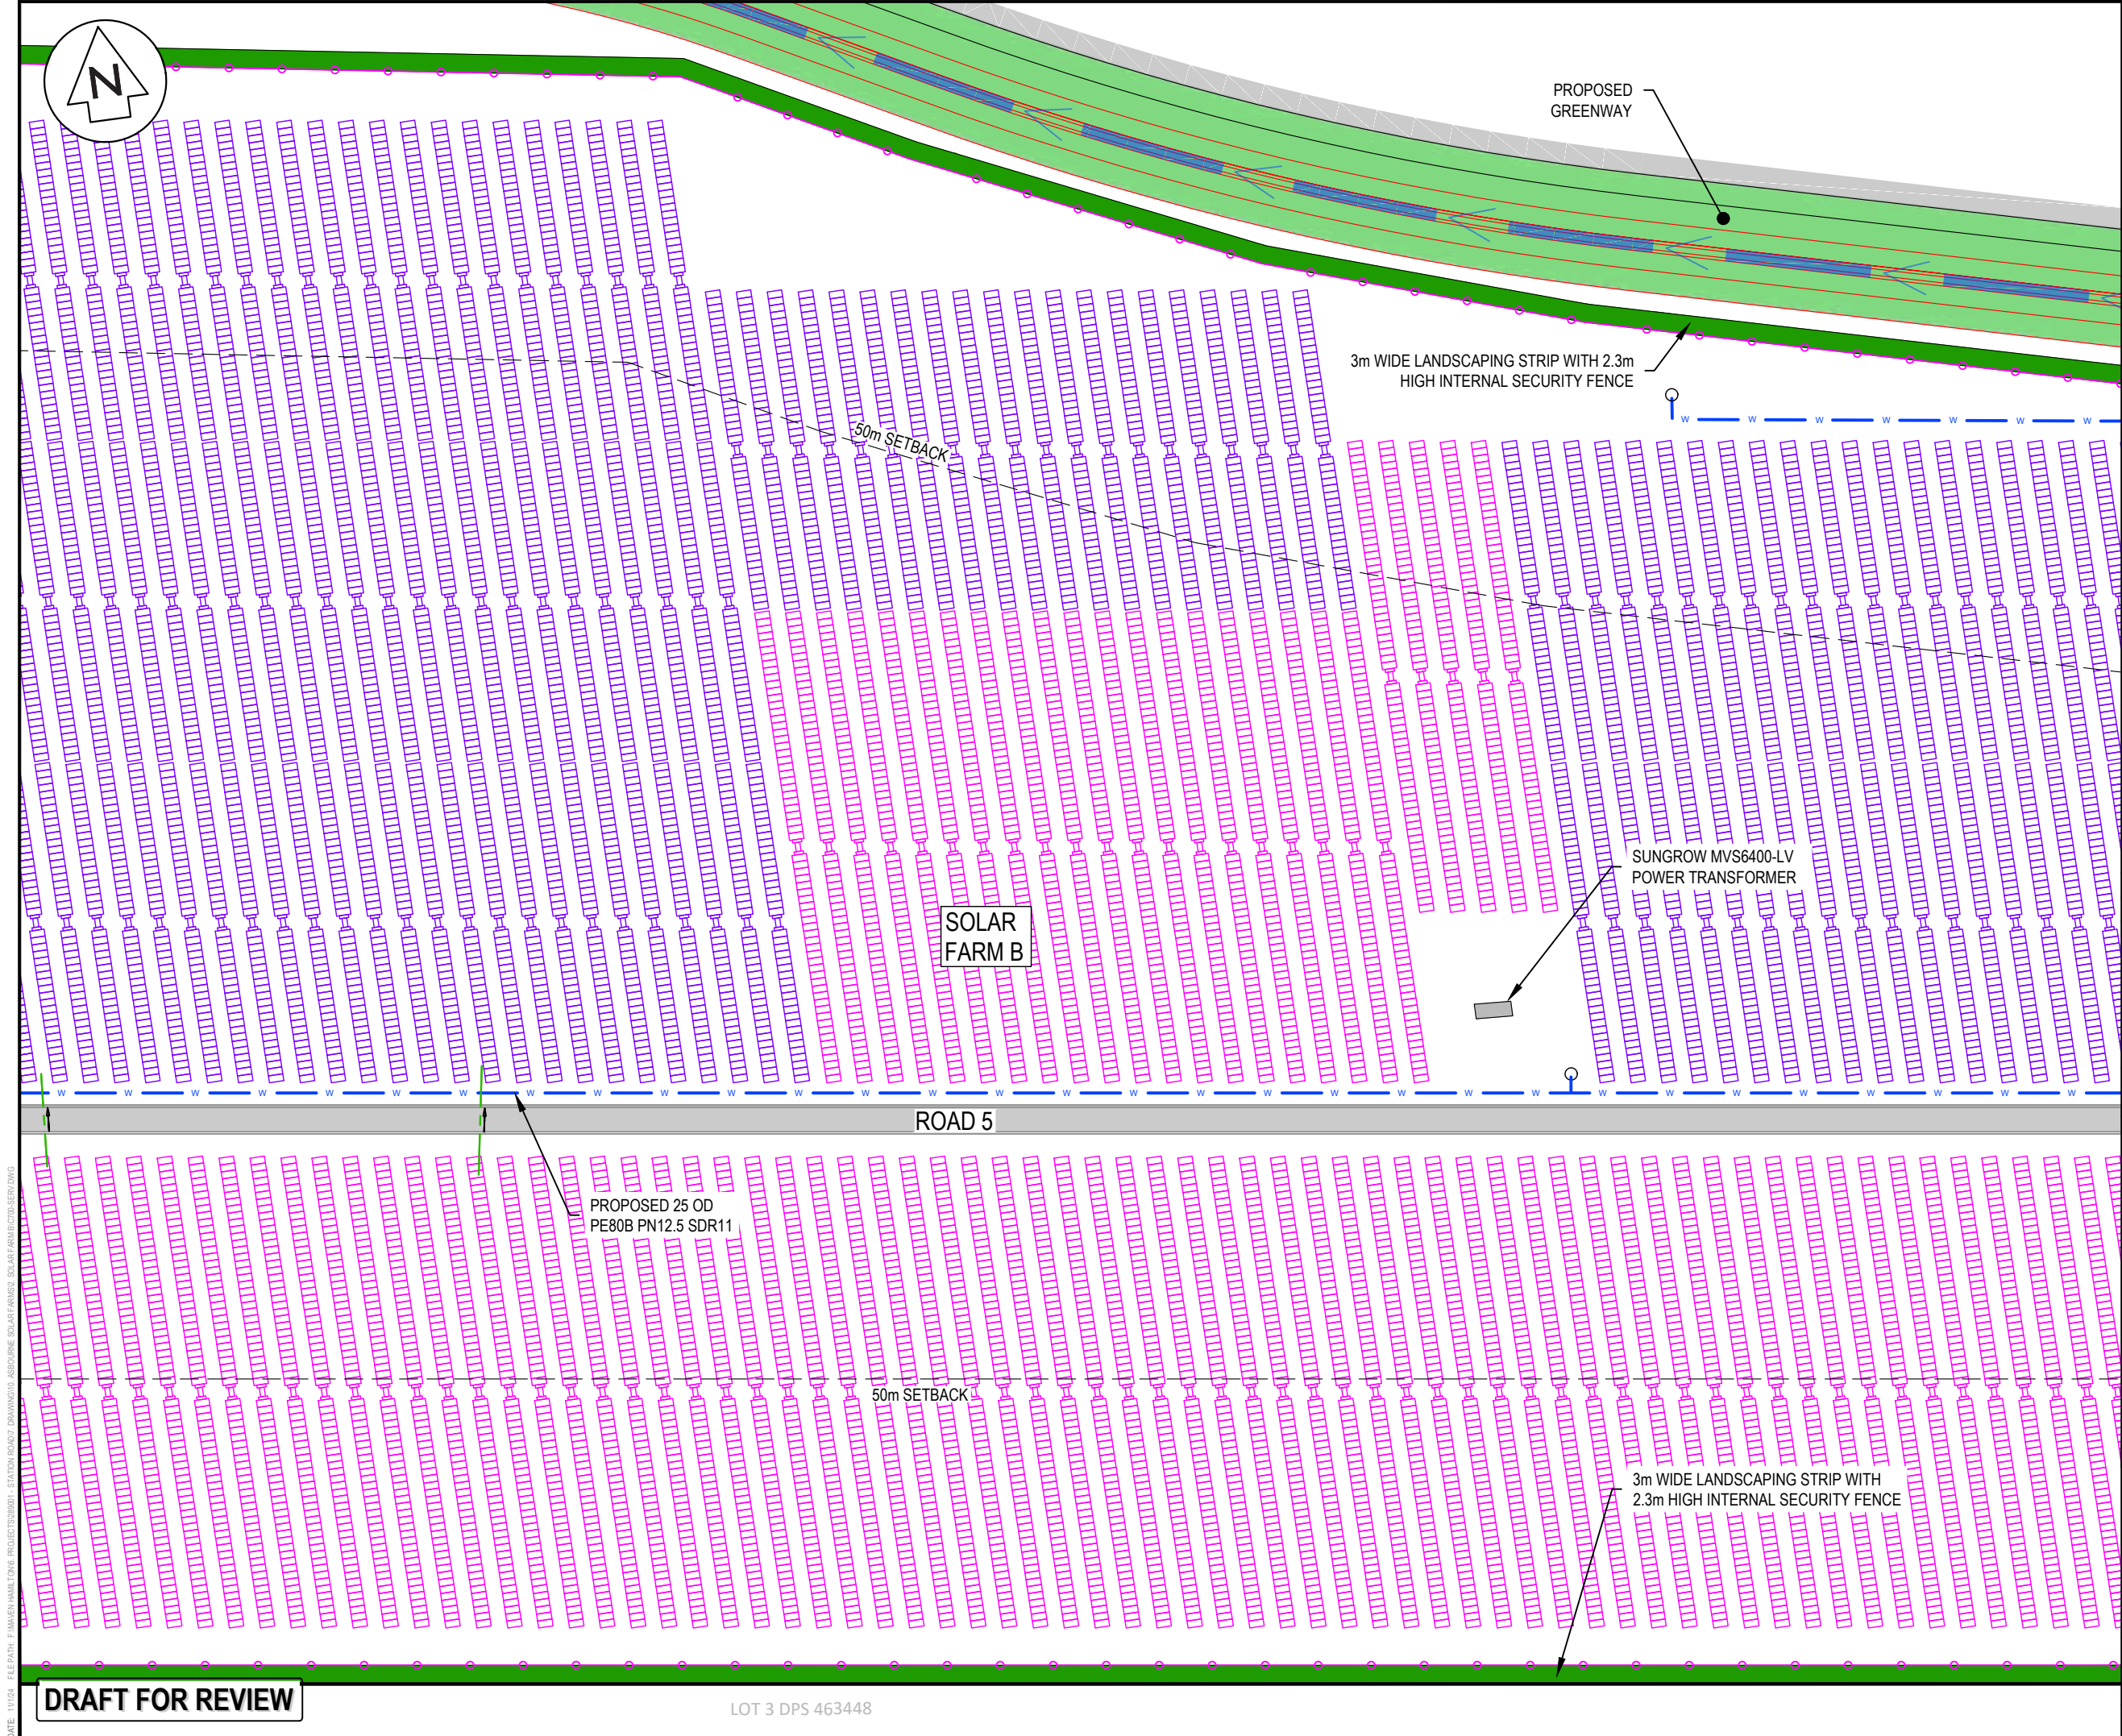 N
PROPOSED
GREENWAY
3m WIDE LANDSCAPING STRIP WITH 2.3m
HIGH INTERNAL SECURITY FENCE
50m SETBACK
W W W W W W W
SUNGROW MVS6400-LV
POWER TRANSFORMER
SOLAR
FARM B
W W W W W W W W W W W W W W W W W W W W W W W W W W W W W W W
ROAD 5
PROPOSED 25 OD
PE80B PN12.5 SDR11
50m SETBACK
3m WIDE LANDSCAPING STRIP WITH
2.3m HIGH INTERNAL SECURITY FENCE
DRAFT FOR REVIEW
LOT 3 DPS 463448